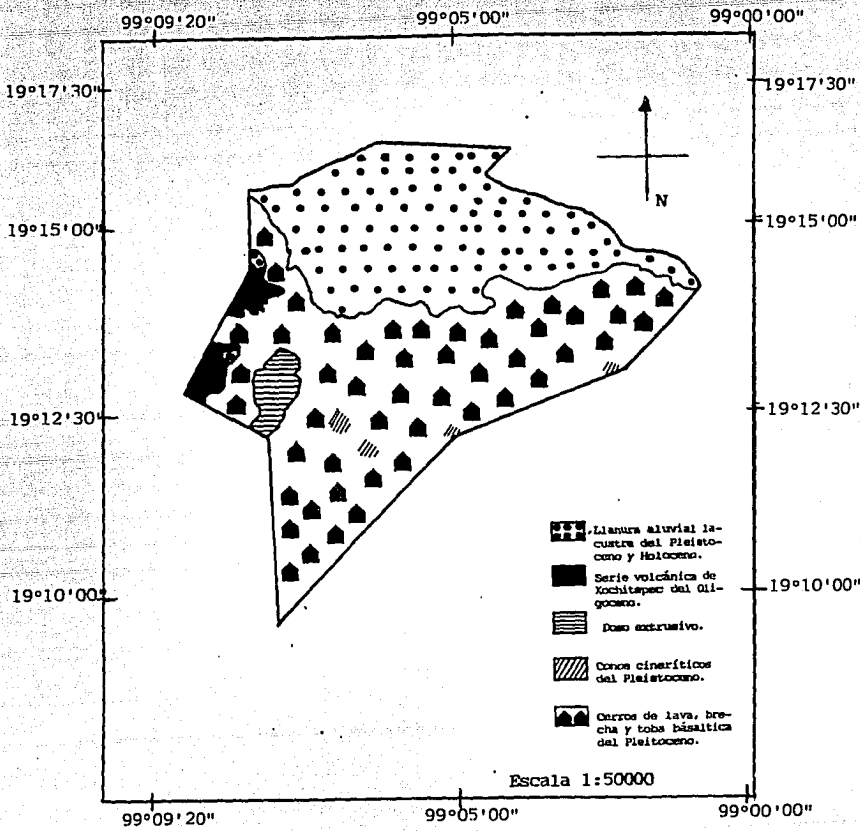 99°09'20" 99°05'00" 99°00'00"
19°17'30" 19°17'30"
N
19°15'00" 19°15'00"
19°12'30" 19°12'30"
Llanura aluvial la-
custre del Pleisto-
ceno y Holoceno.
Serie volcánica de
Xochitepec del Oli-
goceno.
Domo extrusivo.
Conos cineríticos
del Pleistoceno.
Cerros de lava, bre-
cha y toba básaltica
del Pleitoceno.
19°10'00" 19°10'00"
Escala 1:50000
99°09'20" 99°05'00" 99°00'00"